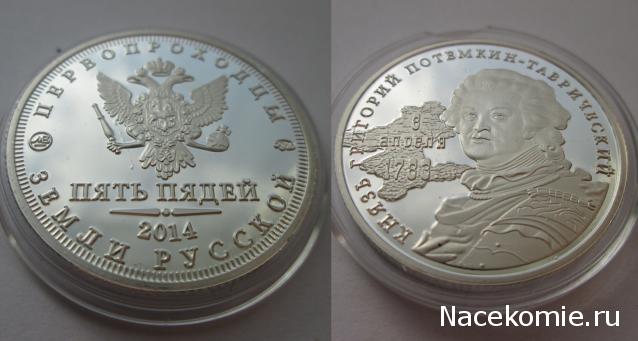 ПЕРВОПРОХОДЦЫ
ПЯТЬ ПЯДЕЙ
2014
ЗЕМЛИ РУССКОЙ
КНЯЗЬ ГРИГОРИЙ ПОТЕМКИН-ТАВРИЧЕСКИЙ
8
апреля
1783
Nacekomie.ru